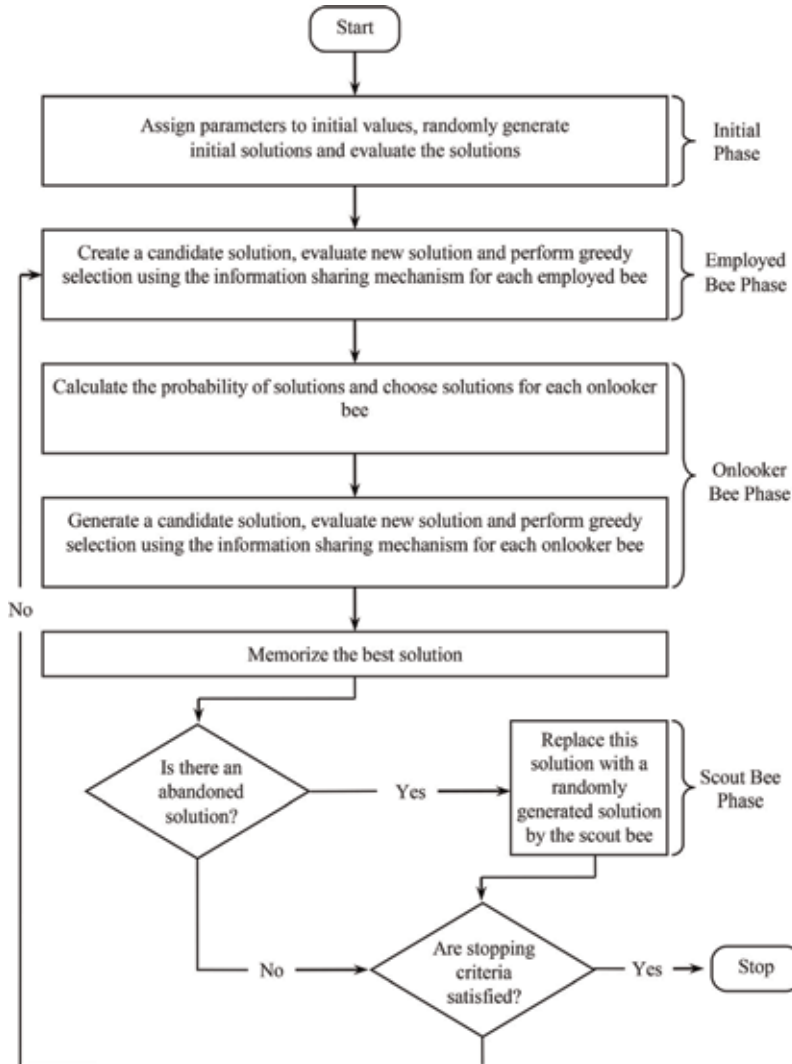 Start
Assign parameters to initial values, randomly generate
initial solutions and evaluate the solutions
Initial
Phase
Create a candidate solution, evaluate new solution and perform greedy
selection using the information sharing mechanism for each employed bee
Employed
Bee Phase
Calculate the probability of solutions and choose solutions for each onlooker
bee
Onlooker
Bee Phase
Generate a candidate solution, evaluate new solution and perform greedy
selection using the information sharing mechanism for each onlooker bee
No
Memorize the best solution
Is there an
abandoned
solution?
Yes
Replace this
solution with a
randomly
generated solution
by the scout bee
Scout Bee
Phase
No
Are stopping
criteria
satisfied?
Yes
Stop